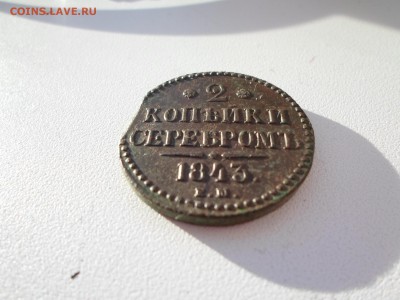 COINS.LAVE.RU
* 2 *
КОПѢЙКИ
СЕРЕБРОМЪ
1843.
Е.М.